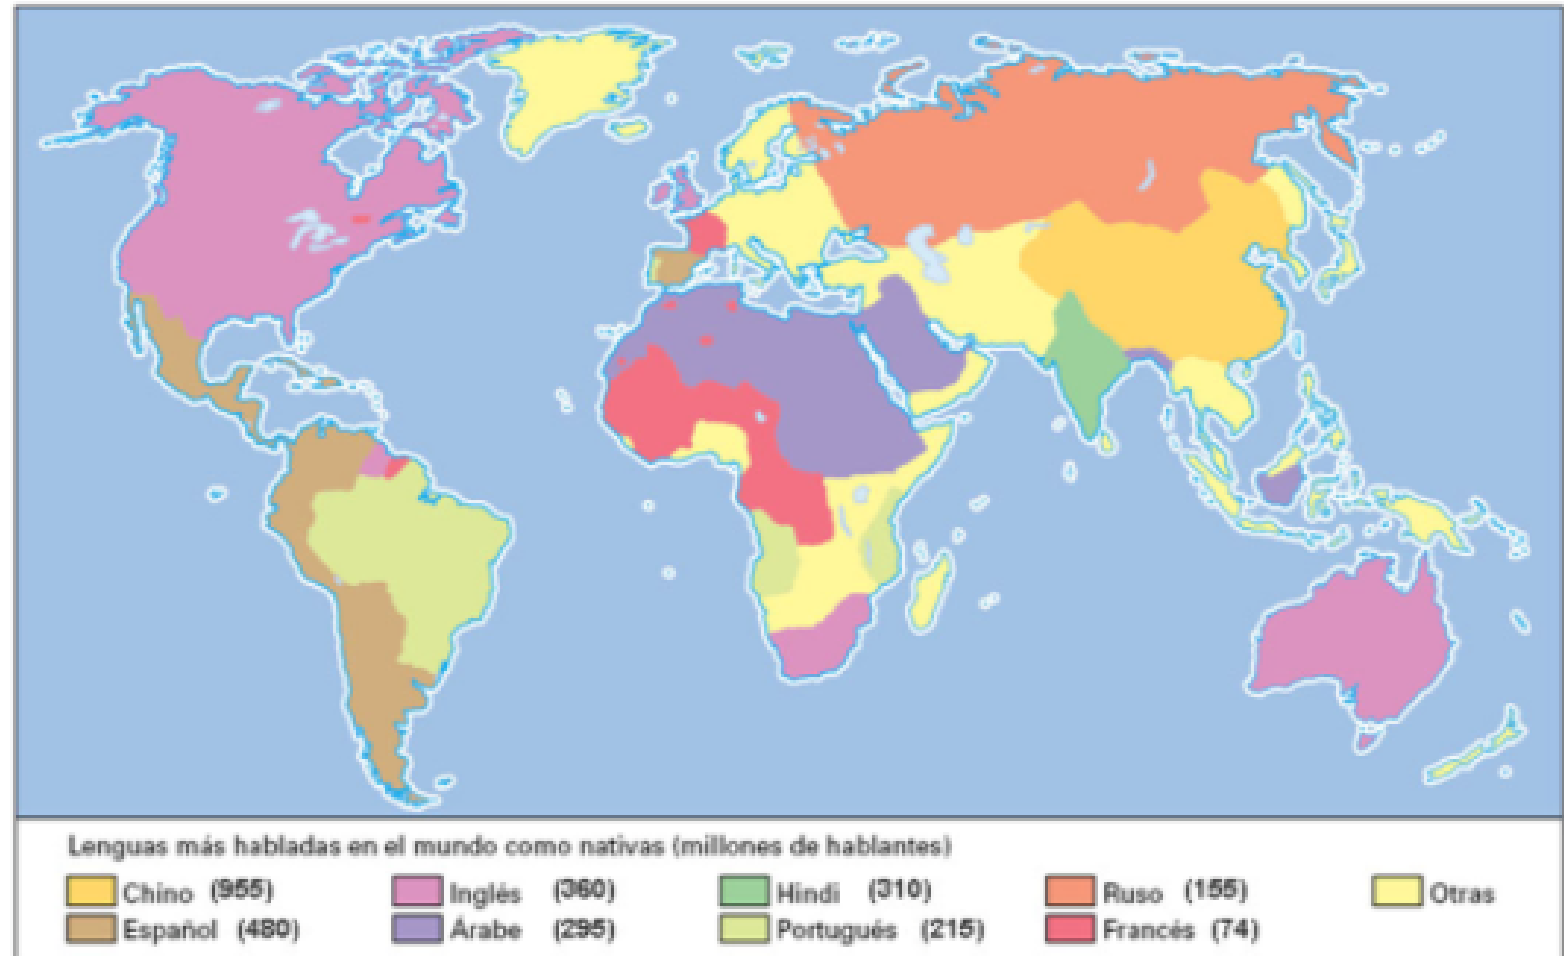 Lenguas más habladas en el mundo como nativas (millones de hablantes)
Chino (955) Inglés (360) Hindi (310) Ruso (155) Otras
Español (480) Árabe (295) Portugués (215) Francés (74)